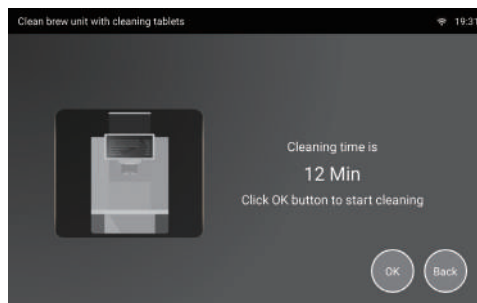 Clean brew unit with cleaning tablets
19:31
Cleaning time is
12 Min
Click OK button to start cleaning
OK
Back